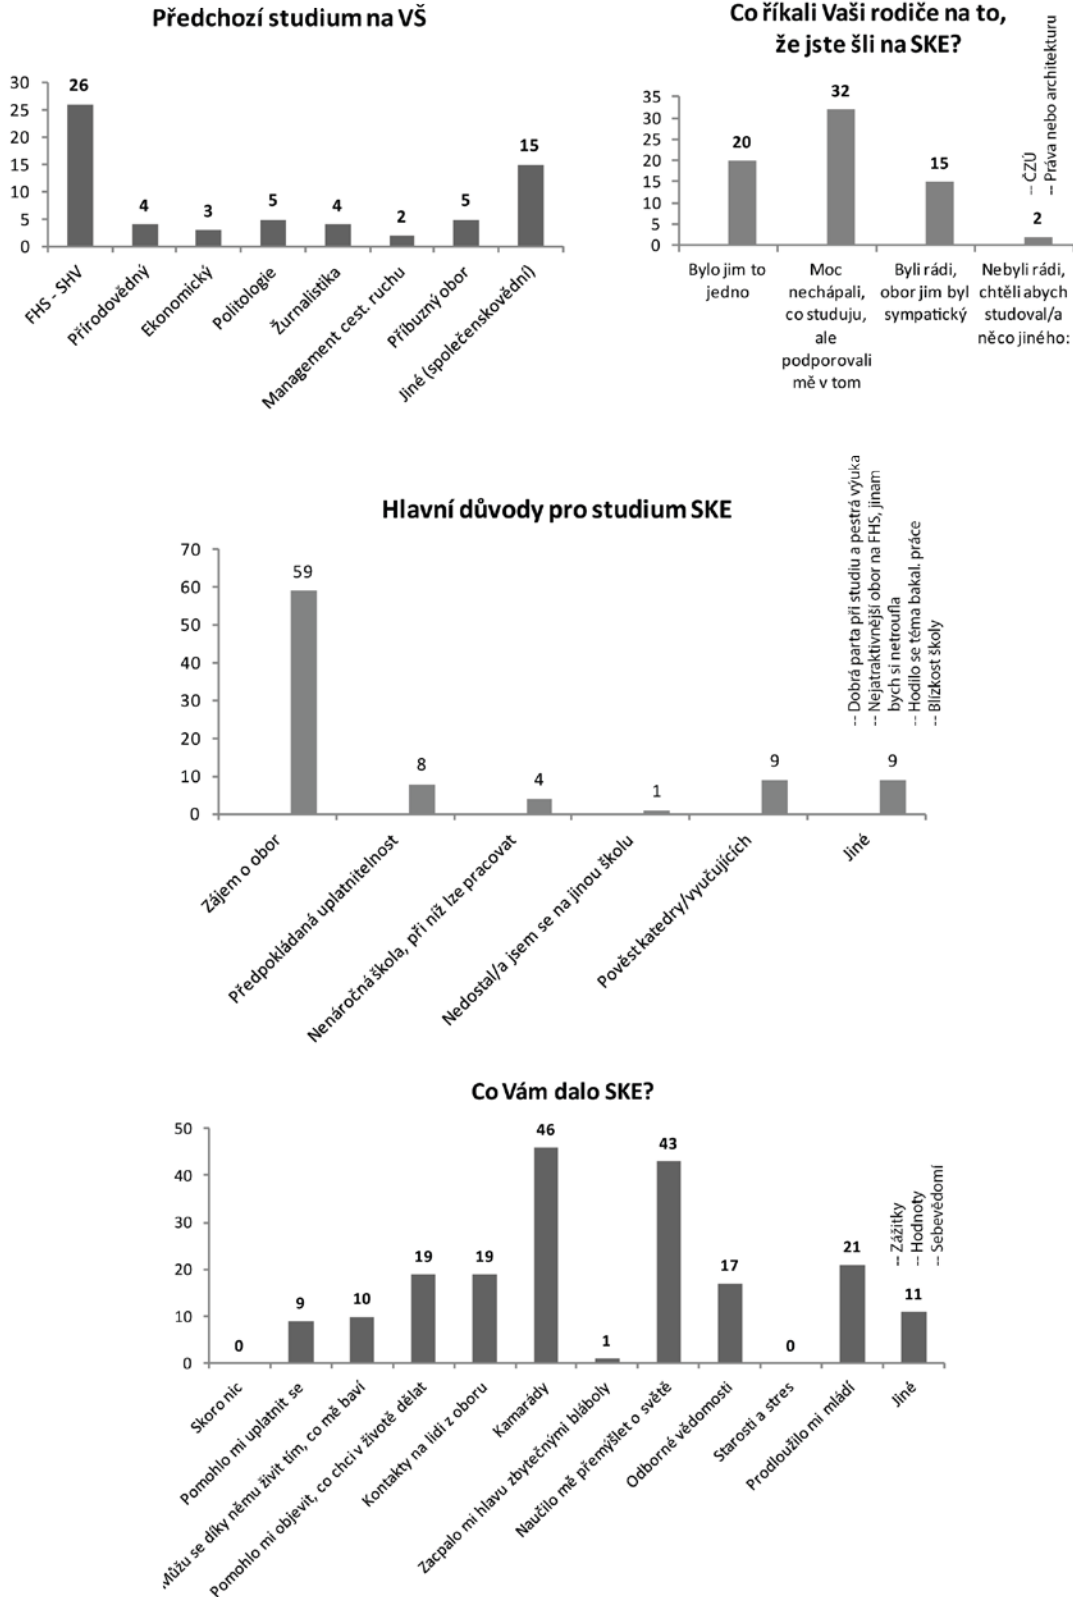 Předchozí studium na VŠ
30
25
20
15
10
5
0
26
4
3
5
4
2
5
15
FHS - SHV
Přírodovědný
Ekonomický
Politologie
Žurnalistika
Management cest. ruchu
Příbuzný obor
Jiné (společenskovědní)
Co říkali Vaši rodiče na to,
že jste šli na SKE?
35
30
25
20
15
10
5
0
20
32
15
2
-- ČZÚ
-- Práva nebo architekturu
Bylo jim to
jedno
Moc
nechápali,
co studuju,
ale
podporovali
mě v tom
Byli rádi,
obor jim byl
sympatický
Nebyli rádi,
chtěli abych
studoval/a
něco jiného:
Hlavní důvody pro studium SKE
70
60
50
40
30
20
10
0
59
8
4
1
9
9
-- Dobrá parta při studiu a pestrá výuka
-- Nejatraktivnější obor na FHS, jinam
bych si netroufla
-- Hodilo se téma bakal. práce
-- Blízkost školy
Zájem o obor
Předpokládaná uplatnitelnost
Nenáročná škola, při níž lze pracovat
Nedostal/a jsem se na jinou školu
Pověst katedry/vyučujících
Jiné
Co Vám dalo SKE?
50
40
30
20
10
0
0
9
10
19
19
46
1
43
17
0
21
11
-- Zážitky
-- Hodnoty
-- Sebevědomí
Skoro nic
Pomohlo mi uplatnit se
Můžu se díky němu živit tím, co mě baví
Pomohlo mi objevit, co chci v životě dělat
Kontakty na lidi z oboru
Kamarády
Zacpalo mi hlavu zbytečnými bláboly
Naučilo mě přemýšlet o světě
Odborné vědomosti
Starosti a stres
Prodloužilo mi mládí
Jiné